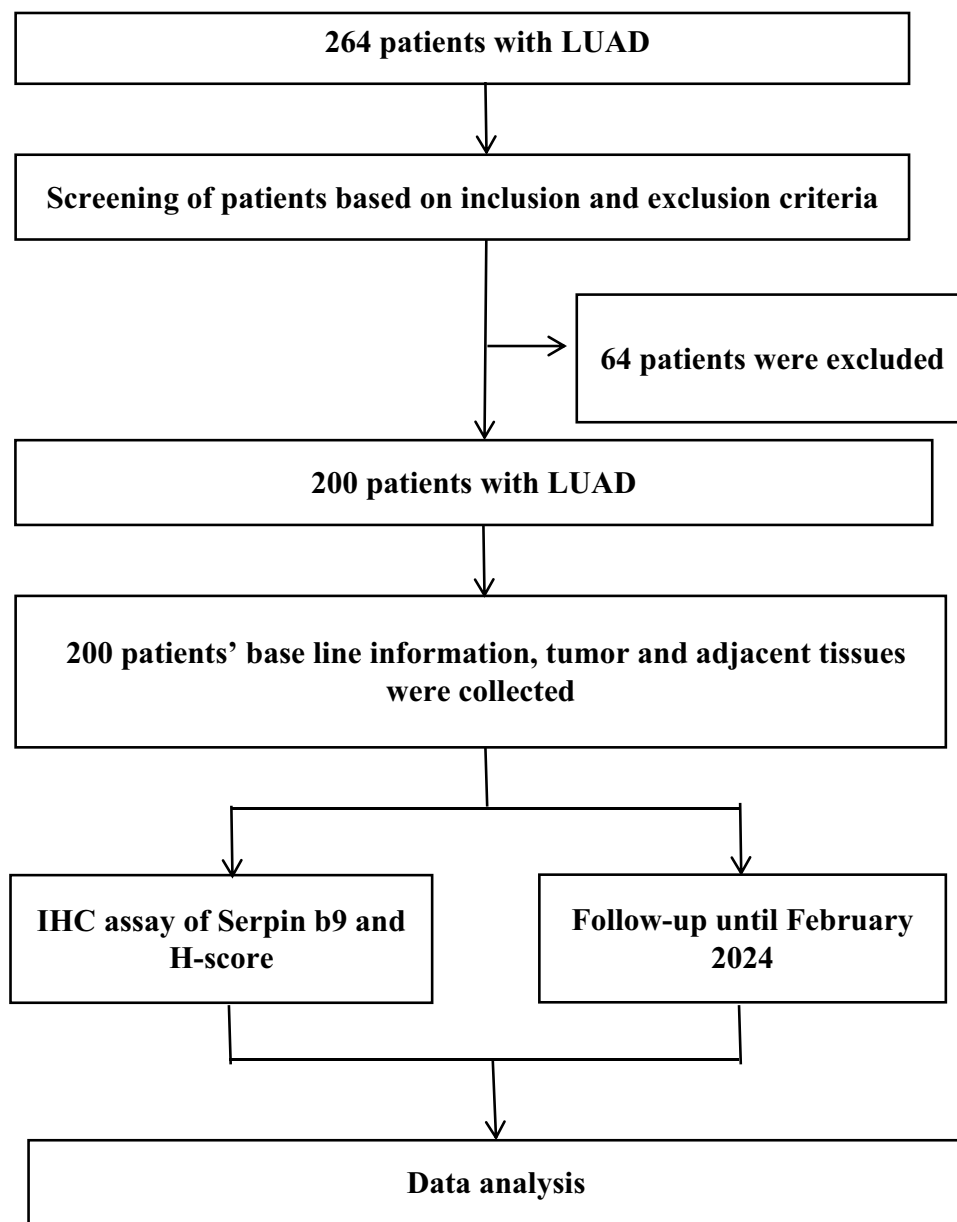 264 patients with LUAD
Screening of patients based on inclusion and exclusion criteria
64 patients were excluded
200 patients with LUAD
200 patients’ base line information, tumor and adjacent tissues
were collected
IHC assay of Serpin b9 and
H-score
Follow-up until February
2024
Data analysis